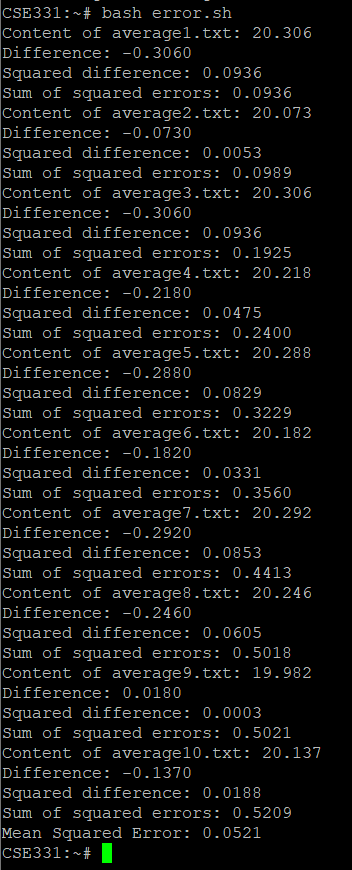 CSE331:~# bash error.sh
Content of average1.txt: 20.306
Difference: -0.3060
Squared difference: 0.0936
Sum of squared errors: 0.0936
Content of average2.txt: 20.073
Difference: -0.0730
Squared difference: 0.0053
Sum of squared errors: 0.0989
Content of average3.txt: 20.306
Difference: -0.3060
Squared difference: 0.0936
Sum of squared errors: 0.1925
Content of average4.txt: 20.218
Difference: -0.2180
Squared difference: 0.0475
Sum of squared errors: 0.2400
Content of average5.txt: 20.288
Difference: -0.2880
Squared difference: 0.0829
Sum of squared errors: 0.3229
Content of average6.txt: 20.182
Difference: -0.1820
Squared difference: 0.0331
Sum of squared errors: 0.3560
Content of average7.txt: 20.292
Difference: -0.2920
Squared difference: 0.0853
Sum of squared errors: 0.4413
Content of average8.txt: 20.246
Difference: -0.2460
Squared difference: 0.0605
Sum of squared errors: 0.5018
Content of average9.txt: 19.982
Difference: 0.0180
Squared difference: 0.0003
Sum of squared errors: 0.5021
Content of average10.txt: 20.137
Difference: -0.1370
Squared difference: 0.0188
Sum of squared errors: 0.5209
Mean Squared Error: 0.0521
CSE331:~#